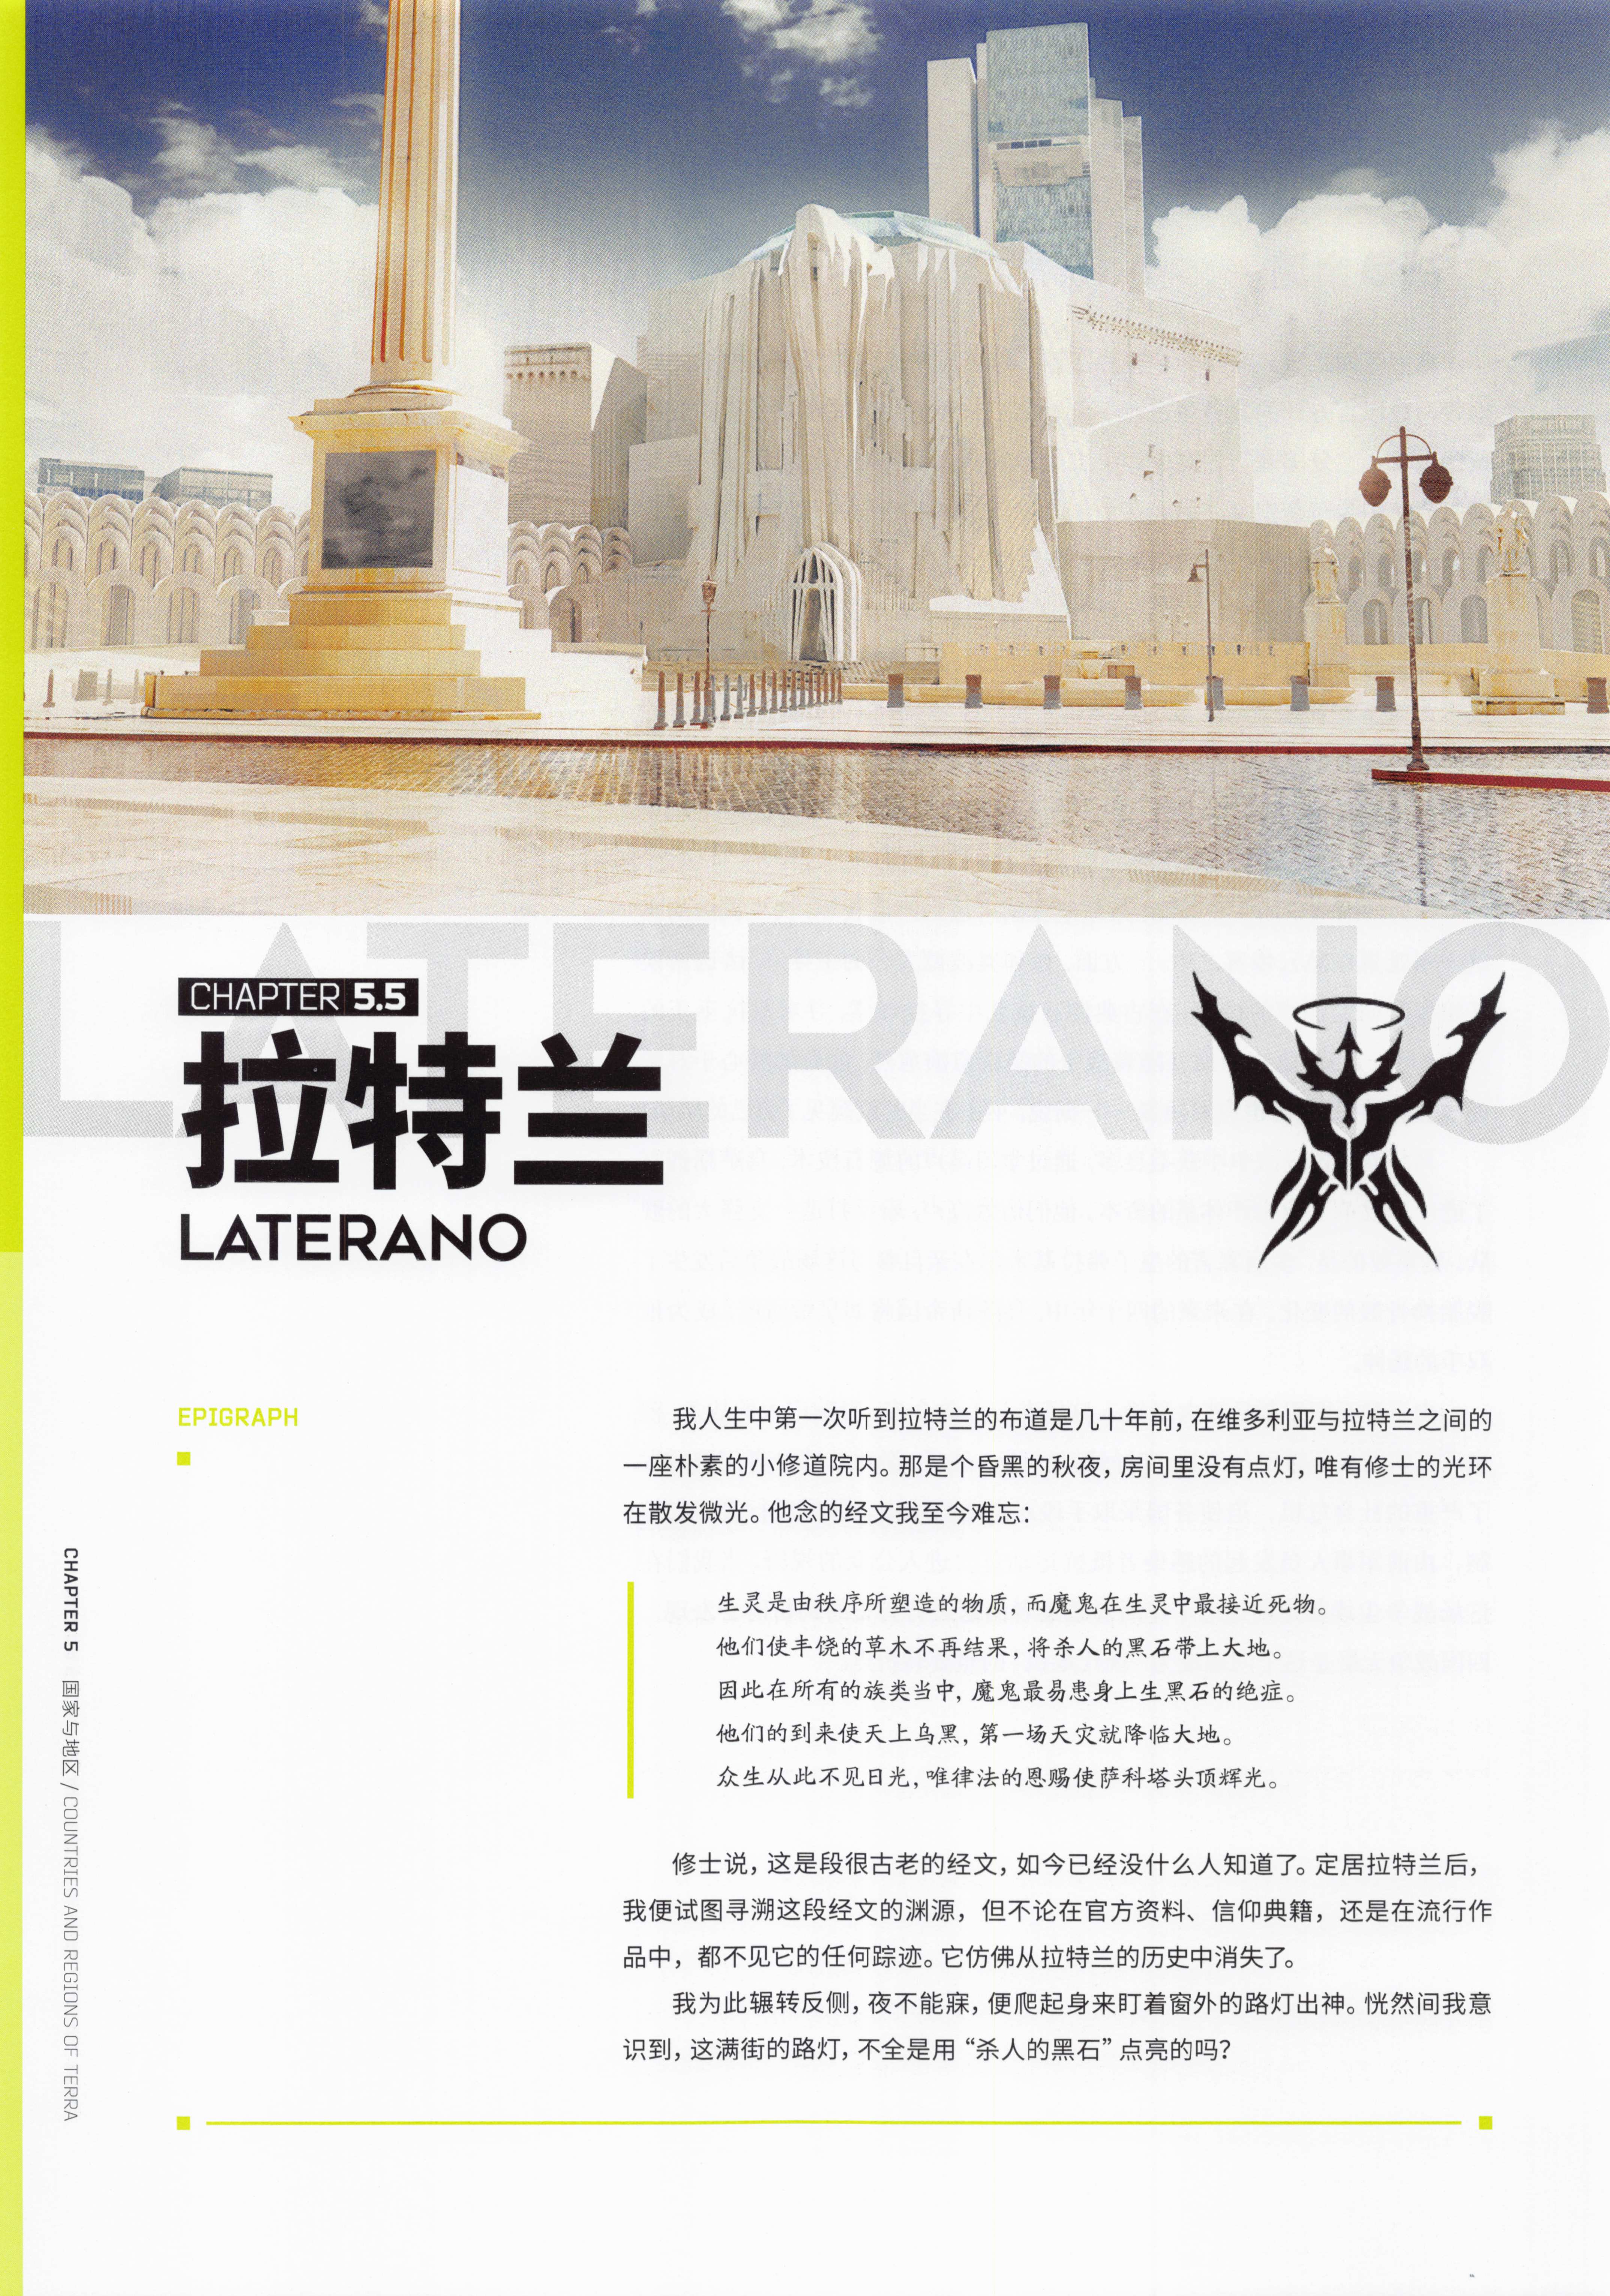 LATERANO
CHAPTER 5.5
拉特兰
LATERANO
EPIGRAPH
我人生中第一次听到拉特兰的布道是几十年前，在维多利亚与拉特兰之间的
一座朴素的小修道院内。那是个昏黑的秋夜，房间里没有点灯，唯有修士的光环
在散发微光。他念的经文我至今难忘：
生灵是由秩序所塑造的物质，而魔鬼在生灵中最接近死物。
他们使丰饶的草木不再结果，将杀人的黑石带上大地。
因此在所有的族类当中，魔鬼最易患身上生黑石的绝症。
他们的到来使天上乌黑，第一场天灾就降临大地。
众生从此不见日光，唯律法的恩赐使萨科塔头顶辉光。
修士说，这是段很古老的经文，如今已经没什么人知道了。定居拉特兰后，
我便试图寻溯这段经文的渊源，但不论在官方资料、信仰典籍，还是在流行作
品中，都不见它的任何踪迹。它仿佛从拉特兰的历史中消失了。
我为此辗转反侧，夜不能寐，便爬起身来盯着窗外的路灯出神。恍然间我意
识到，这满街的路灯，不全是用“杀人的黑石”点亮的吗？
CHAPTER 5 国家与地区 / COUNTRIES AND REGIONS OF TERRA